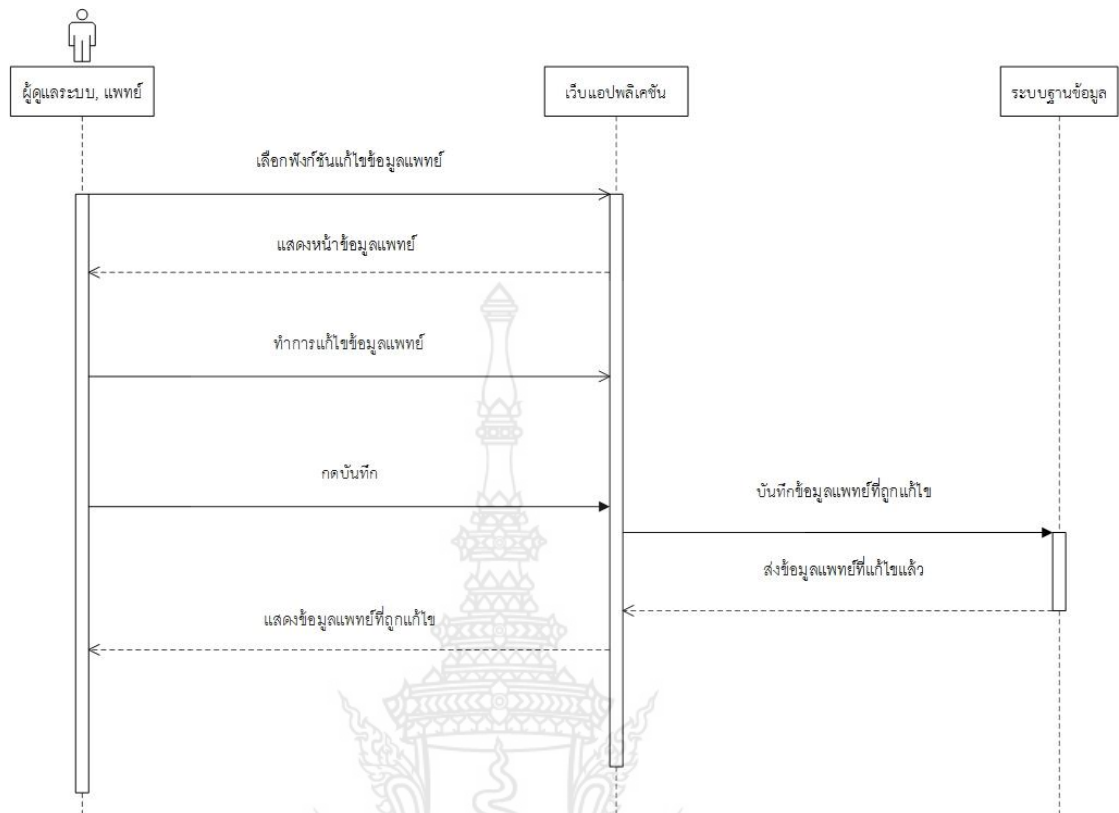 ผู้ดูแลระบบ, แพทย์
เว็บแอปพลิเคชัน
ระบบฐานข้อมูล
เลือกฟังก์ชันแก้ไขข้อมูลแพทย์
แสดงหน้าข้อมูลแพทย์
ทำการแก้ไขข้อมูลแพทย์
กดบันทึก
บันทึกข้อมูลแพทย์ที่ถูกแก้ไข
ส่งข้อมูลแพทย์ที่แก้ไขแล้ว
แสดงข้อมูลแพทย์ที่ถูกแก้ไข